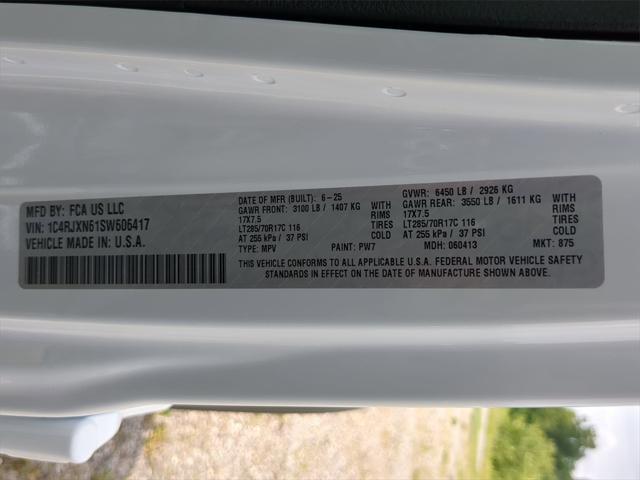 MFD BY: FCA US LLC
VIN: 1C4RJXN61SW606417
VEHICLE MADE IN: U.S.A.
DATE OF MFR (BUILT): 6-25
GAWR FRONT: 3100 LB / 1407 KG
17X7.5
LT285/70R17C 116
AT 255 kPa / 37 PSI
WITH
RIMS
TIRES
COLD
GVWR: 6450 LB / 2926 KG
GAWR REAR: 3550 LB / 1611 KG
17X7.5
LT285/70R17C 116
AT 255 kPa / 37 PSI
WITH
RIMS
TIRES
COLD
TYPE: MPV PAINT: PW7 MDH: 060413 MKT: 875
THIS VEHICLE CONFORMS TO ALL APPLICABLE U.S.A. FEDERAL MOTOR VEHICLE SAFETY
STANDARDS IN EFFECT ON THE DATE OF MANUFACTURE SHOWN ABOVE.